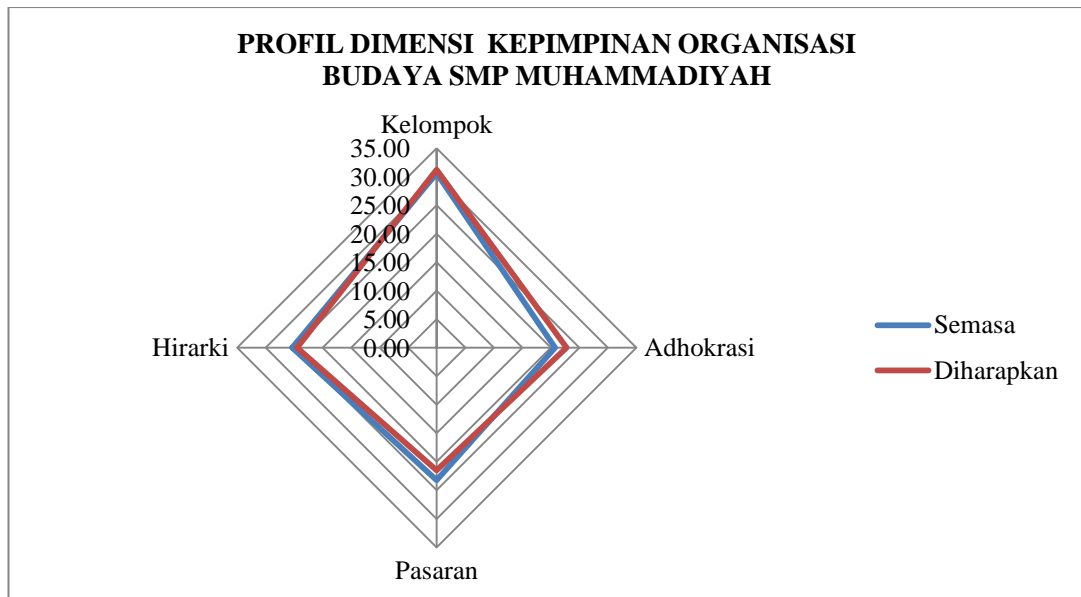 PROFIL DIMENSI KEPIMPINAN ORGANISASI
BUDAYA SMP MUHAMMADIYAH
Kelompok
35.00
30.00
25.00
20.00
15.00
10.00
5.00
0.00
Hirarki
Adhokrasi
Pasaran
Semasa
Diharapkan